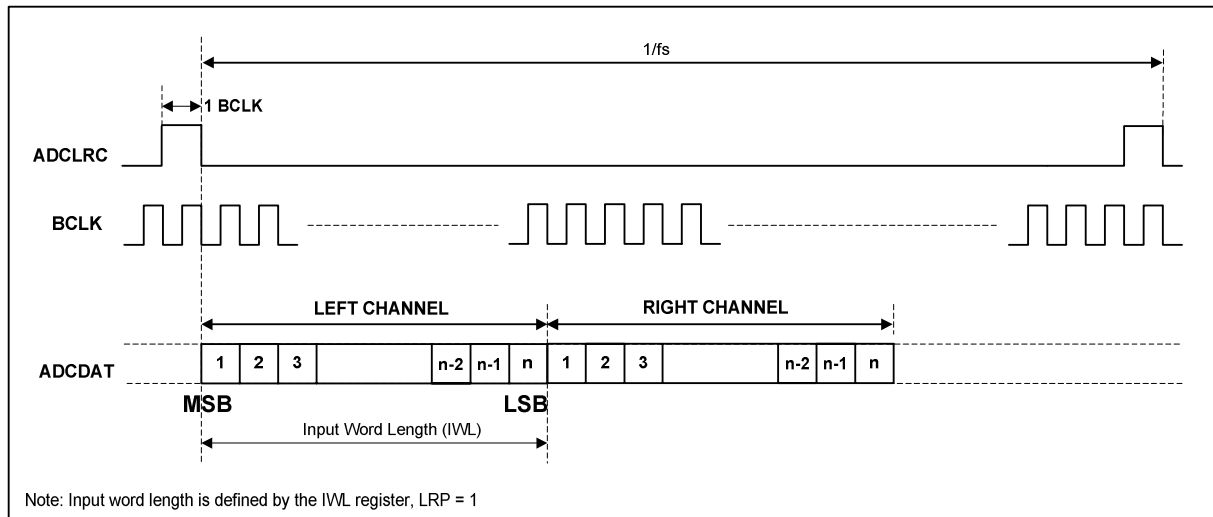 1/fs
1 BCLK
ADCLRC
BCLK
LEFT CHANNEL RIGHT CHANNEL
ADCDAT 1 2 3 n-2 n-1 n 1 2 3 n-2 n-1 n
MSB LSB
Input Word Length (IWL)
Note: Input word length is defined by the IWL register, LRP = 1